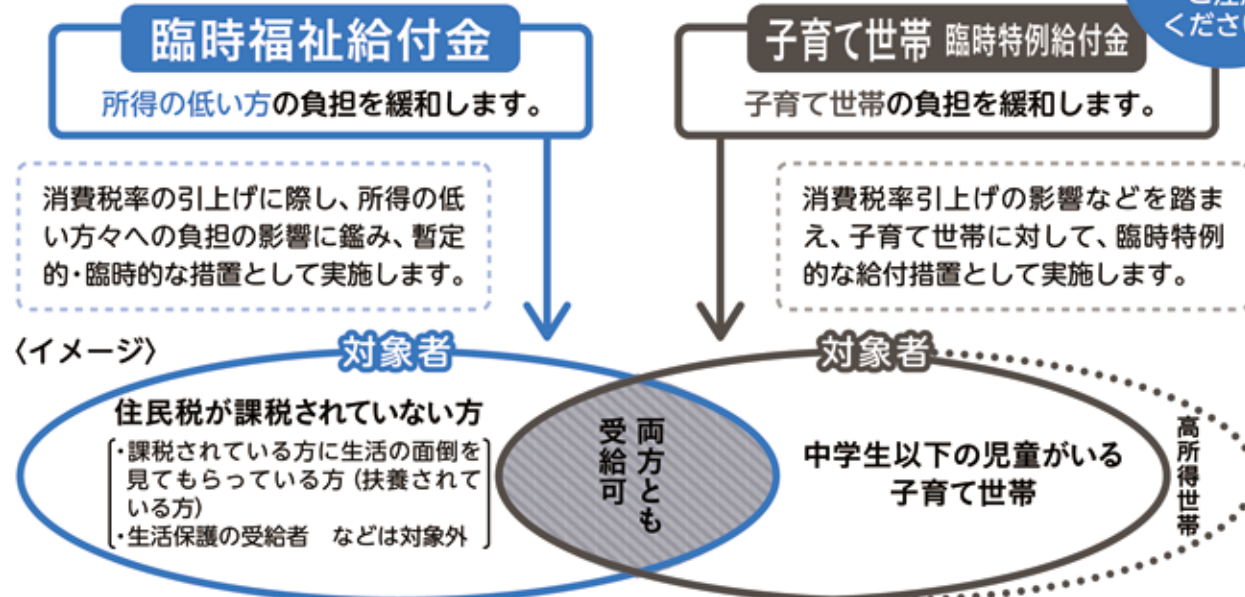 臨時福祉給付金
所得の低い方の負担を緩和します。
消費税率の引上げに際し、所得の低
い方々への負担の影響に鑑み、暫定
的・臨時的な措置として実施します。
子育て世帯 臨時特例給付金
子育て世帯の負担を緩和します。
消費税率引上げの影響などを踏ま
え、子育て世帯に対して、臨時特例
的な給付措置として実施します。
くださ
〈イメージ〉
対象者
住民税が課税されていない方
・課税されている方に生活の面倒を
見てもらっている方（扶養されて
いる方）
・生活保護の受給者　などは対象外
両方とも
受給可
対象者
中学生以下の児童がいる
子育て世帯
高所得世帯